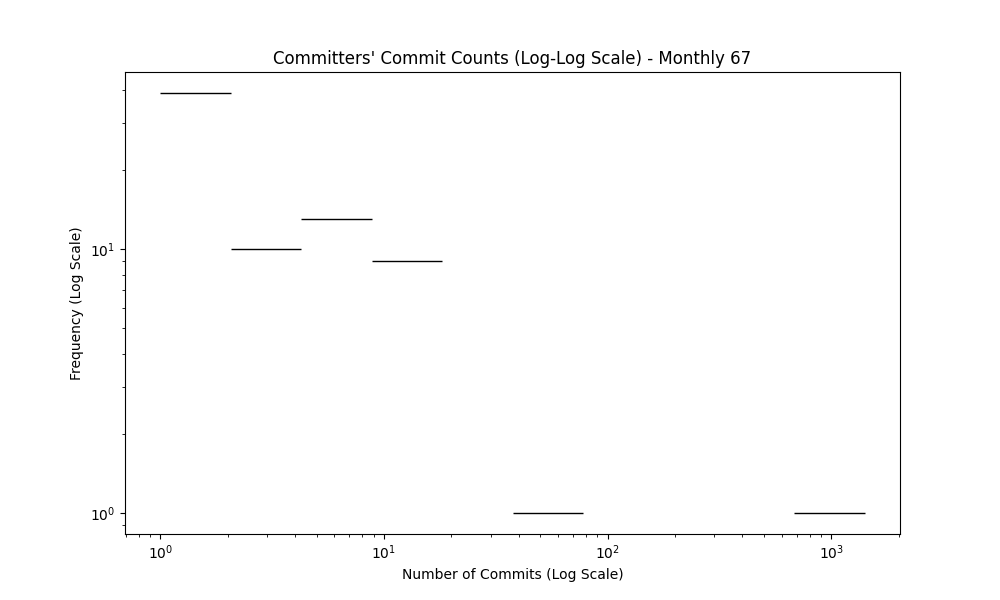 Committers' Commit Counts (Log-Log Scale) - Monthly 67
Frequency (Log Scale)
10¹
10⁰
10⁰ 10¹ 10² 10³
Number of Commits (Log Scale)